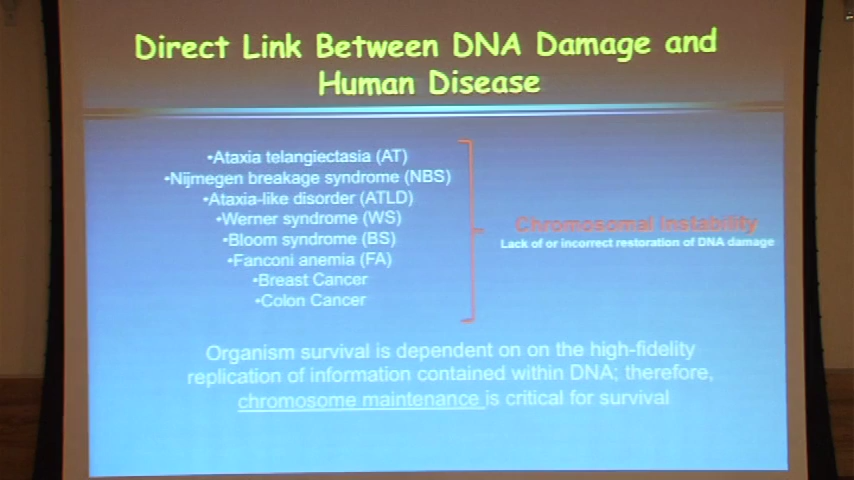 Direct Link Between DNA Damage and
Human Disease
•Ataxia telangiectasia (AT)
•Nijmegen breakage syndrome (NBS)
•Ataxia-like disorder (ATLD)
•Werner syndrome (WS)
•Bloom syndrome (BS)
•Fanconi anemia (FA)
•Breast Cancer
•Colon Cancer
Chromosomal Instability
Lack of or incorrect restoration of DNA damage
Organism survival is dependent on on the high-fidelity
replication of information contained within DNA; therefore,
chromosome maintenance is critical for survival